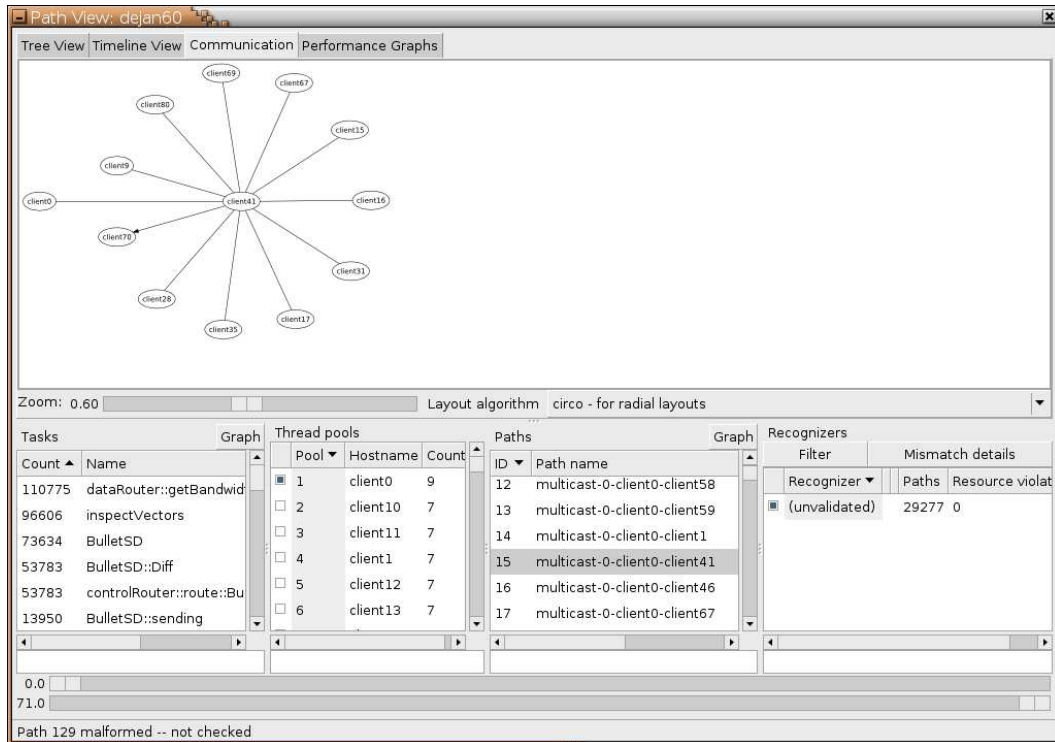 Path View: dejan60
Tree View Timeline View Communication Performance Graphs
client69
client67
client80
client15
client9
client0 client41 client16
client70
client31
client28
client17
client35
Zoom: 0.60 Layout algorithm circo - for radial layouts
Tasks Graph
Count Name
110775 dataRouter::getBandwid
96606 inspectVectors
73634 BulletSD
53783 BulletSD::Diff
53783 controlRouter::route::Bu
13950 BulletSD::sending
Thread pools
Pool Hostname Count
1 client0 9
2 client10 7
3 client11 7
4 client1 7
5 client12 7
6 client13 7
Paths Graph
ID Path name
12 multicast-0-client0-client58
13 multicast-0-client0-client59
14 multicast-0-client0-client1
15 multicast-0-client0-client41
16 multicast-0-client0-client46
17 multicast-0-client0-client67
Recognizers
Filter Mismatch details
Recognizer Paths Resource violat
(unvalidated) 29277 0
0.0
71.0
Path 129 malformed -- not checked